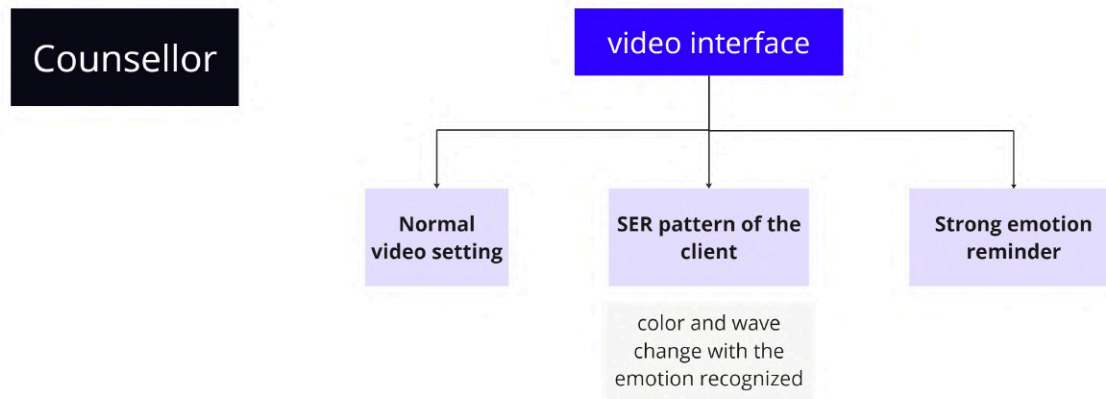 Counsellor
video interface
Normal
video setting
SER pattern of the
client
Strong emotion
reminder
color and wave
change with the
emotion recognized